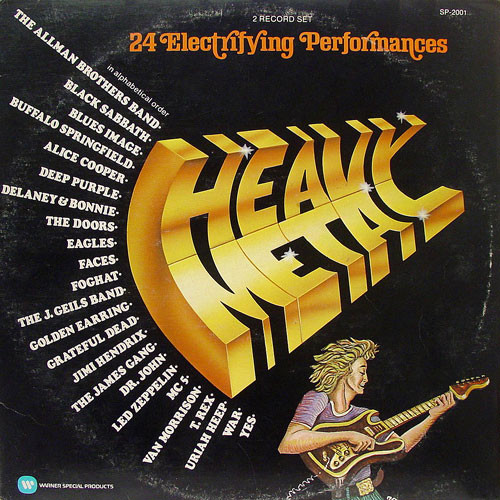 2 RECORD SET
SP-2001
24 Electrifying Performances
in alphabetical order
THE ALLMAN BROTHERS BAND·
BLACK SABBATH·
BLUES IMAGE·
BUFFALO SPRINGFIELD·
ALICE COOPER·
DEEP PURPLE·
DELANEY & BONNIE·
THE DOORS·
EAGLES·
FACES·
FOGHAT·
THE J. GEILS BAND·
GOLDEN EARRING·
GRATEFUL DEAD·
JIMI HENDRIX·
THE JAMES GANG·
DR. JOHN·
LED ZEPPELIN·
MC 5·
VAN MORRISON·
T. REX·
URIAH HEEP·
WAR·
YES·
HEAVY
METAL
WARNER SPECIAL PRODUCTS